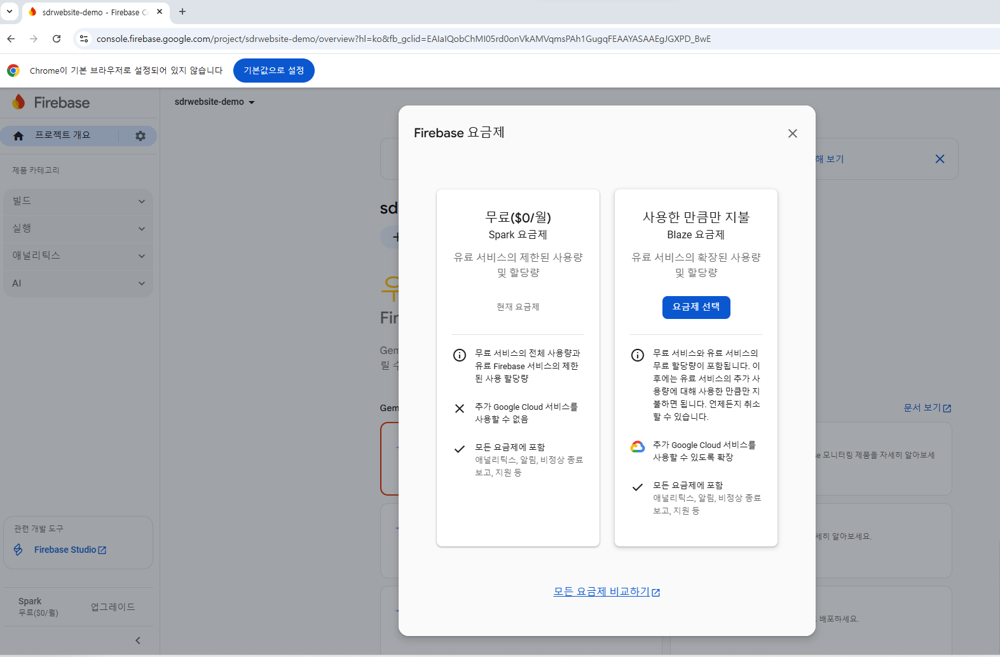 sdrwebsite-demo - Firebase C
console.firebase.google.com/project/sdrwebsite-demo/overview?hl=ko&fb_gclid=EAIaIQobChMI05rd0onVkAMVqmsPAh1GugqFEAAYASAAEgJGXPD_BwE
Chrome이 기본 브라우저로 설정되어 있지 않습니다
기본값으로 설정
Firebase
sdrwebsite-demo
프로젝트 개요
제품 카테고리
빌드
실행
애널리틱스
AI
관련 개발 도구
Firebase Studio
Spark
무료($0/월)
업그레이드
해 보기
sd
우
Fir
Gem
릴 수
Gem
문서 보기
se 모니터링 제품을 자세히 알아보세
세히 알아보세요.
배포하세요.
Firebase 요금제
무료($0/월)
Spark 요금제
유료 서비스의 제한된 사용량
및 할당량
현재 요금제
무료 서비스의 전체 사용량과
유료 Firebase 서비스의 제한
된 사용 할당량
추가 Google Cloud 서비스를
사용할 수 없음
모든 요금제에 포함
애널리틱스, 알림, 비정상 종료
보고, 지원 등
사용한 만큼만 지불
Blaze 요금제
유료 서비스의 확장된 사용량
및 할당량
요금제 선택
무료 서비스와 유료 서비스의
무료 할당량이 포함됩니다. 이
후에는 유료 서비스의 추가 사
용량에 대해 사용한 만큼만 지
불하면 됩니다. 언제든지 취소
할 수 있습니다.
추가 Google Cloud 서비스를
사용할 수 있도록 확장
모든 요금제에 포함
애널리틱스, 알림, 비정상 종료
보고, 지원 등
모든 요금제 비교하기